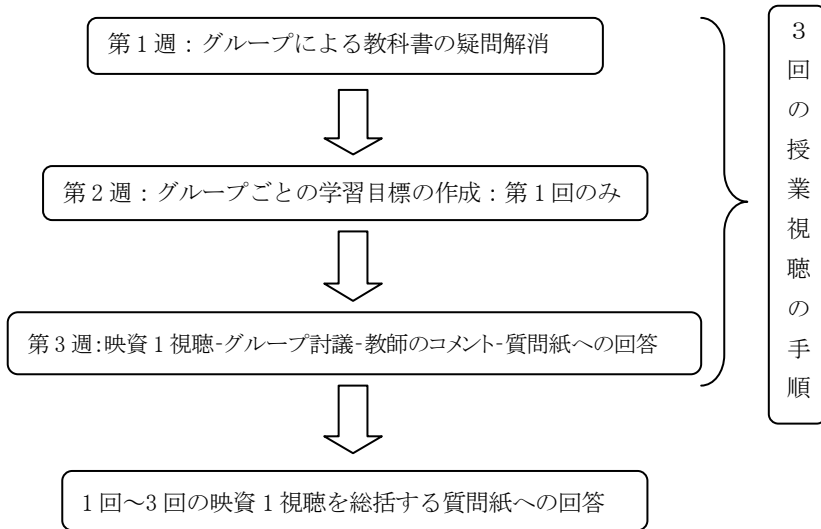 第1週：グループによる教科書の疑問解消
第2週：グループごとの学習目標の作成：第1回のみ
第3週:映資1視聴-グループ討議-教師のコメント-質問紙への回答
1回～3回の映資1視聴を総括する質問紙への回答
3回の授業視聴の手順